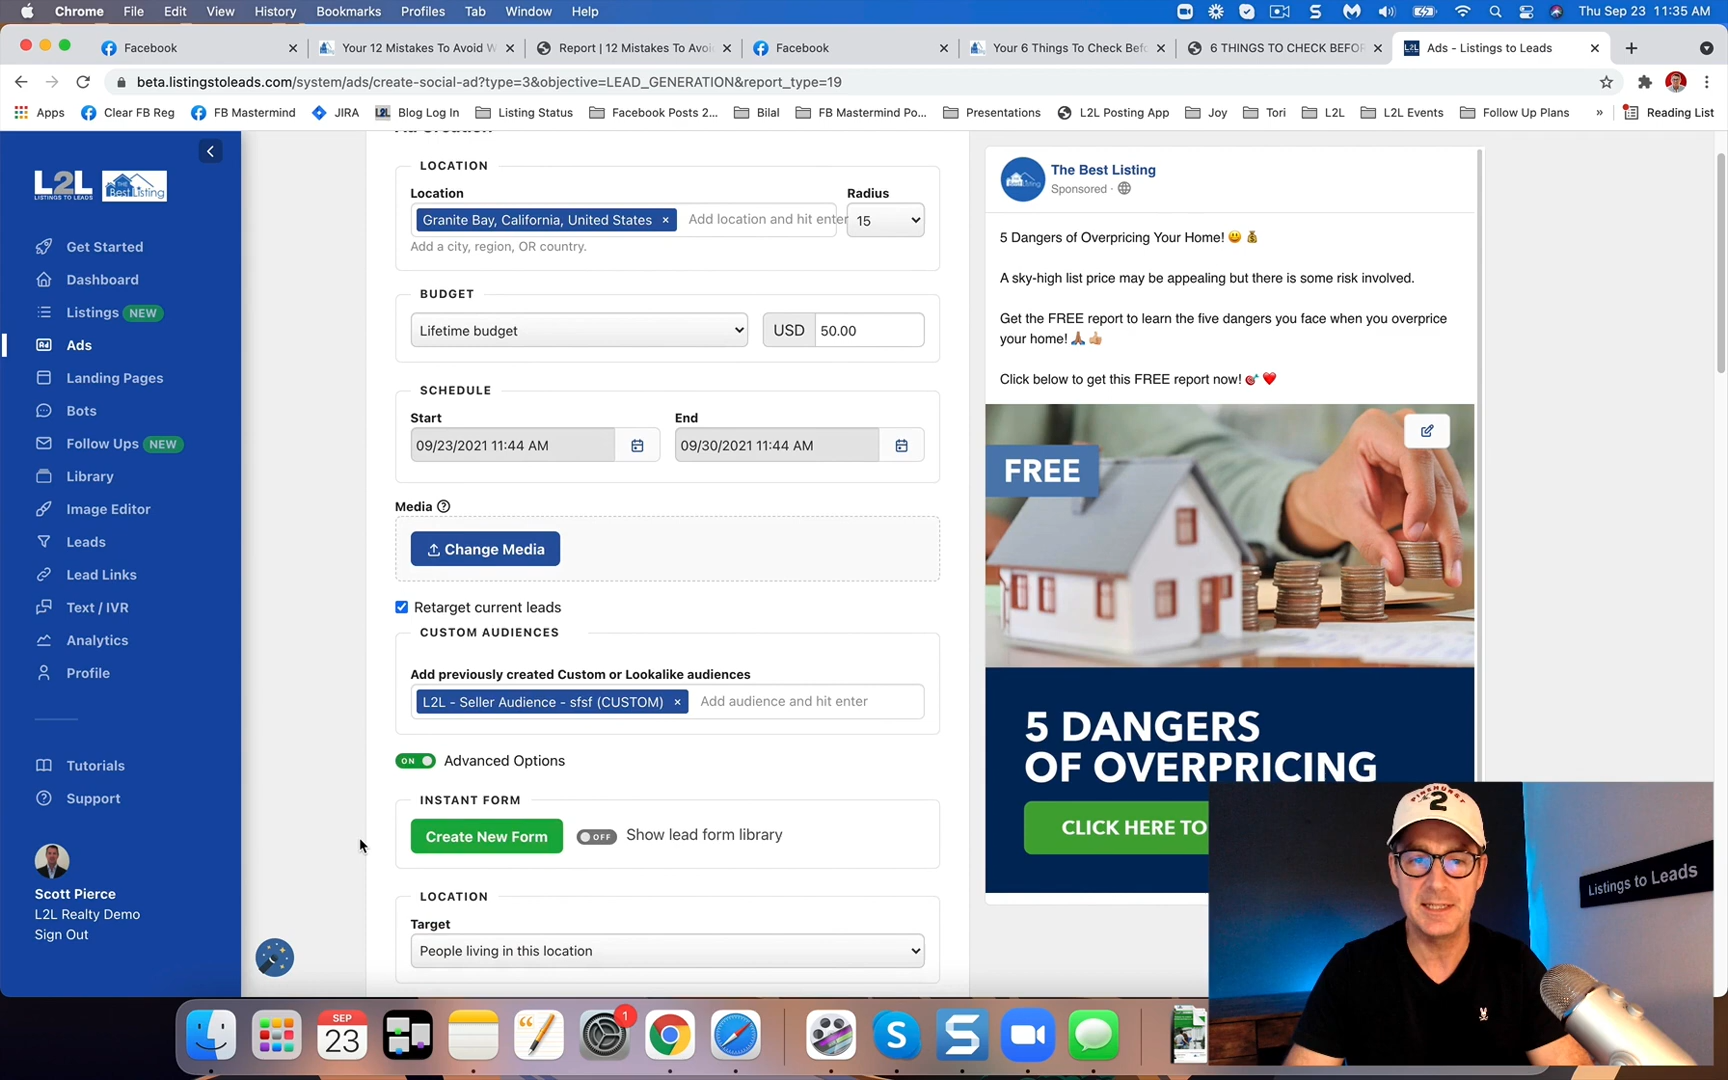 Chrome File Edit View History Bookmarks Profiles Tab Window Help
Thu Sep 23 11:35 AM
Facebook
Your 12 Mistakes To Avoid W
Report | 12 Mistakes To Avoi
Facebook
Your 6 Things To Check Befo
6 THINGS TO CHECK BEFOR
L2L Ads - Listings to Leads
beta.listingstoleads.com/system/ads/create-social-ad?type=3&objective=LEAD_GENERATION&report_type=19
Apps Clear FB Reg FB Mastermind JIRA Blog Log In Listing Status Facebook Posts 2... Bilal FB Mastermind Po... Presentations L2L Posting App Joy Tori L2L L2L Events Follow Up Plans » Reading List
L2L
LISTINGS TO LEADS
THE
Best Listing
Get Started
Dashboard
Listings NEW
Ads
Landing Pages
Bots
Follow Ups NEW
Library
Image Editor
Leads
Lead Links
Text / IVR
Analytics
Profile
Tutorials
Support
Scott Pierce
L2L Realty Demo
Sign Out
Ad Creation
LOCATION
Location
Radius
Granite Bay, California, United States ×
Add location and hit enter
15
Add a city, region, OR country.
BUDGET
Lifetime budget
USD 50.00
SCHEDULE
Start
End
09/23/2021 11:44 AM
09/30/2021 11:44 AM
Media
Change Media
Retarget current leads
CUSTOM AUDIENCES
Add previously created Custom or Lookalike audiences
L2L - Seller Audience - sfsf (CUSTOM) ×
Add audience and hit enter
ON Advanced Options
INSTANT FORM
Create New Form
OFF Show lead form library
LOCATION
Target
People living in this location
The Best Listing
Sponsored ·
5 Dangers of Overpricing Your Home! 😀 💰
A sky-high list price may be appealing but there is some risk involved.
Get the FREE report to learn the five dangers you face when you overprice
your home! 🙏 👍
Click below to get this FREE report now! 🎯 ❤️
FREE
5 DANGERS
OF OVERPRICING
CLICK HERE TO
PINEHURST
2
Listings to Leads
SEP
23
1